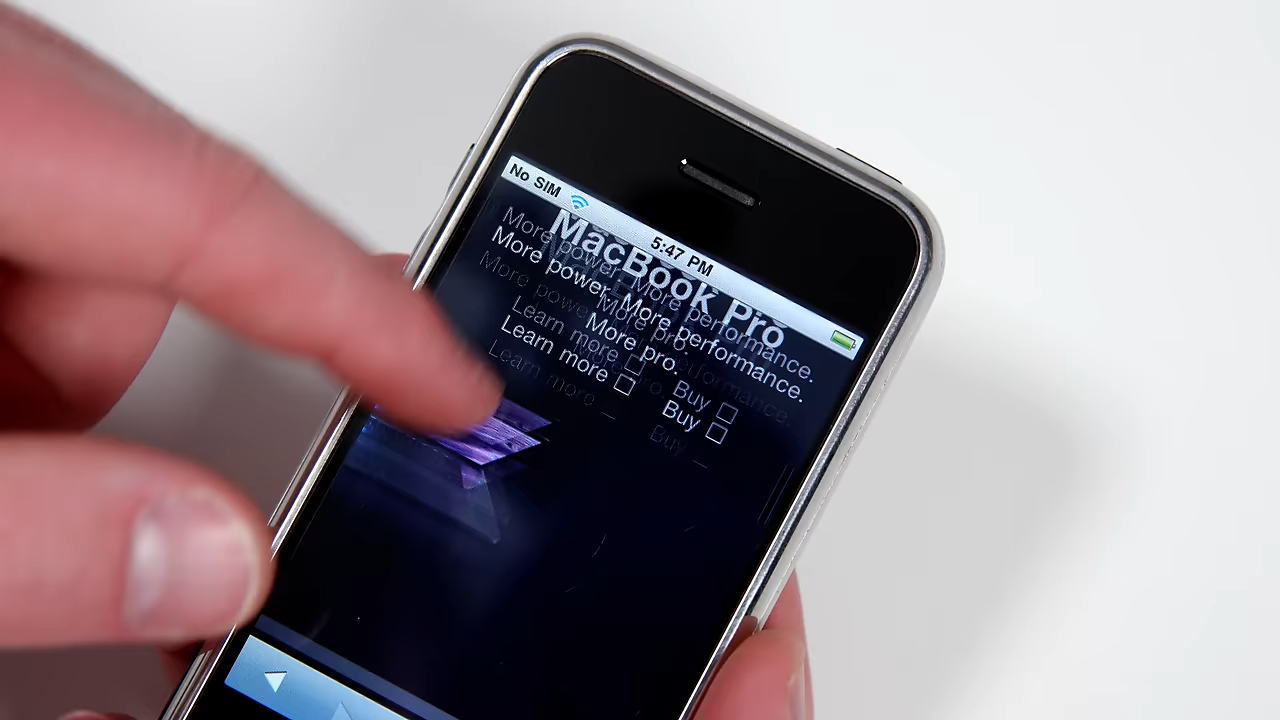 No SIM 5:47 PM
MacBook Pro
More power. More performance.
More pro.
Learn more □ Buy □